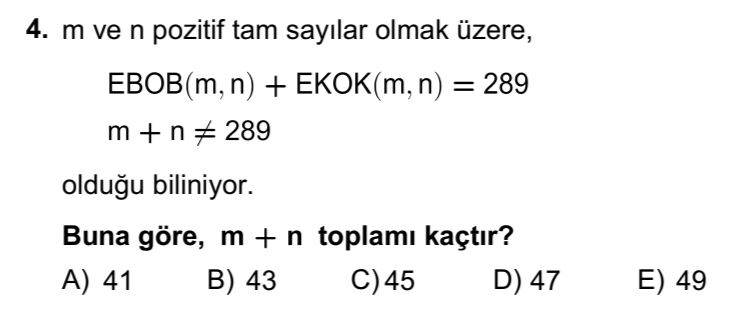 4. m ve n pozitif tam sayılar olmak üzere,
EBOB(m, n) + EKOK(m, n) = 289
m + n ≠ 289
olduğu biliniyor.
Buna göre, m + n toplamı kaçtır?
A) 41 B) 43 C) 45 D) 47 E) 49